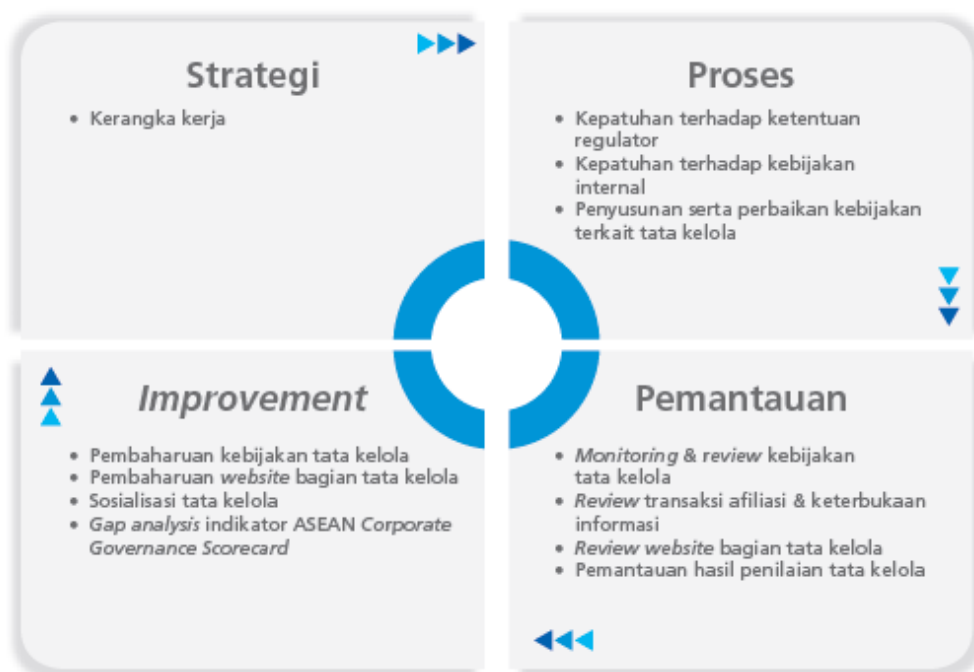 Strategi
• Kerangka kerja
Proses
• Kepatuhan terhadap ketentuan
regulator
• Kepatuhan terhadap kebijakan
internal
• Penyusunan serta perbaikan kebijakan
terkait tata kelola
Improvement
• Pembaharuan kebijakan tata kelola
• Pembaharuan website bagian tata kelola
• Sosialisasi tata kelola
• Gap analysis indikator ASEAN Corporate
Governance Scorecard
Pemantauan
• Monitoring & review kebijakan
tata kelola
• Review transaksi afiliasi & keterbukaan
informasi
• Review website bagian tata kelola
• Pemantauan hasil penilaian tata kelola